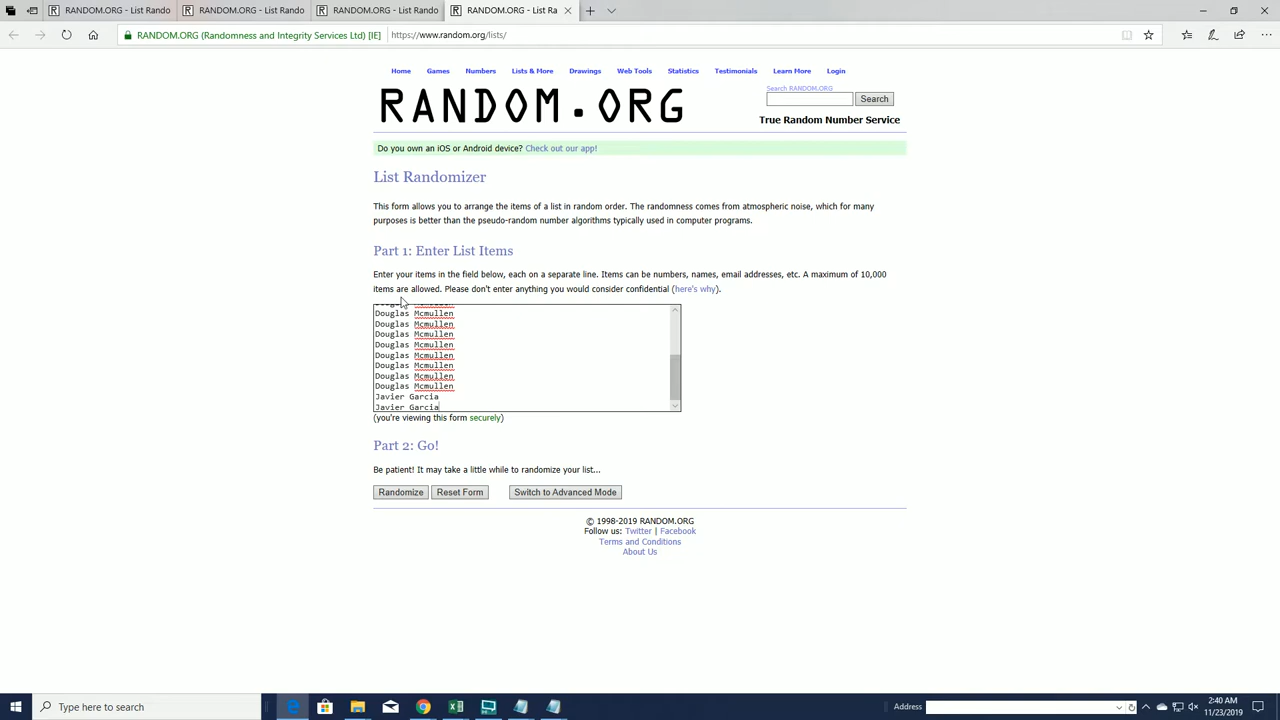 RANDOM.ORG - List Rando
RANDOM.ORG - List Rando
RANDOM.ORG - List Rando
RANDOM.ORG - List Ra
RANDOM.ORG (Randomness and Integrity Services Ltd) [IE]
https://www.random.org/lists/
Home Games Numbers Lists & More Drawings Web Tools Statistics Testimonials Learn More Login
Search RANDOM.ORG
Search
RANDOM.ORG
True Random Number Service
Do you own an iOS or Android device? Check out our app!
List Randomizer
This form allows you to arrange the items of a list in random order. The randomness comes from atmospheric noise, which for many
purposes is better than the pseudo-random number algorithms typically used in computer programs.
Part 1: Enter List Items
Enter your items in the field below, each on a separate line. Items can be numbers, names, email addresses, etc. A maximum of 10,000
items are allowed. Please don't enter anything you would consider confidential (here's why).
Douglas Mcmullen
Douglas Mcmullen
Douglas Mcmullen
Douglas Mcmullen
Douglas Mcmullen
Douglas Mcmullen
Douglas Mcmullen
Douglas Mcmullen
Javier Garcia
Javier Garcia
(you're viewing this form securely)
Part 2: Go!
Be patient! It may take a little while to randomize your list...
Randomize Reset Form Switch to Advanced Mode
© 1998-2019 RANDOM.ORG
Follow us: Twitter | Facebook
Terms and Conditions
About Us
Type here to search
Address
2:40 AM
11/23/2019